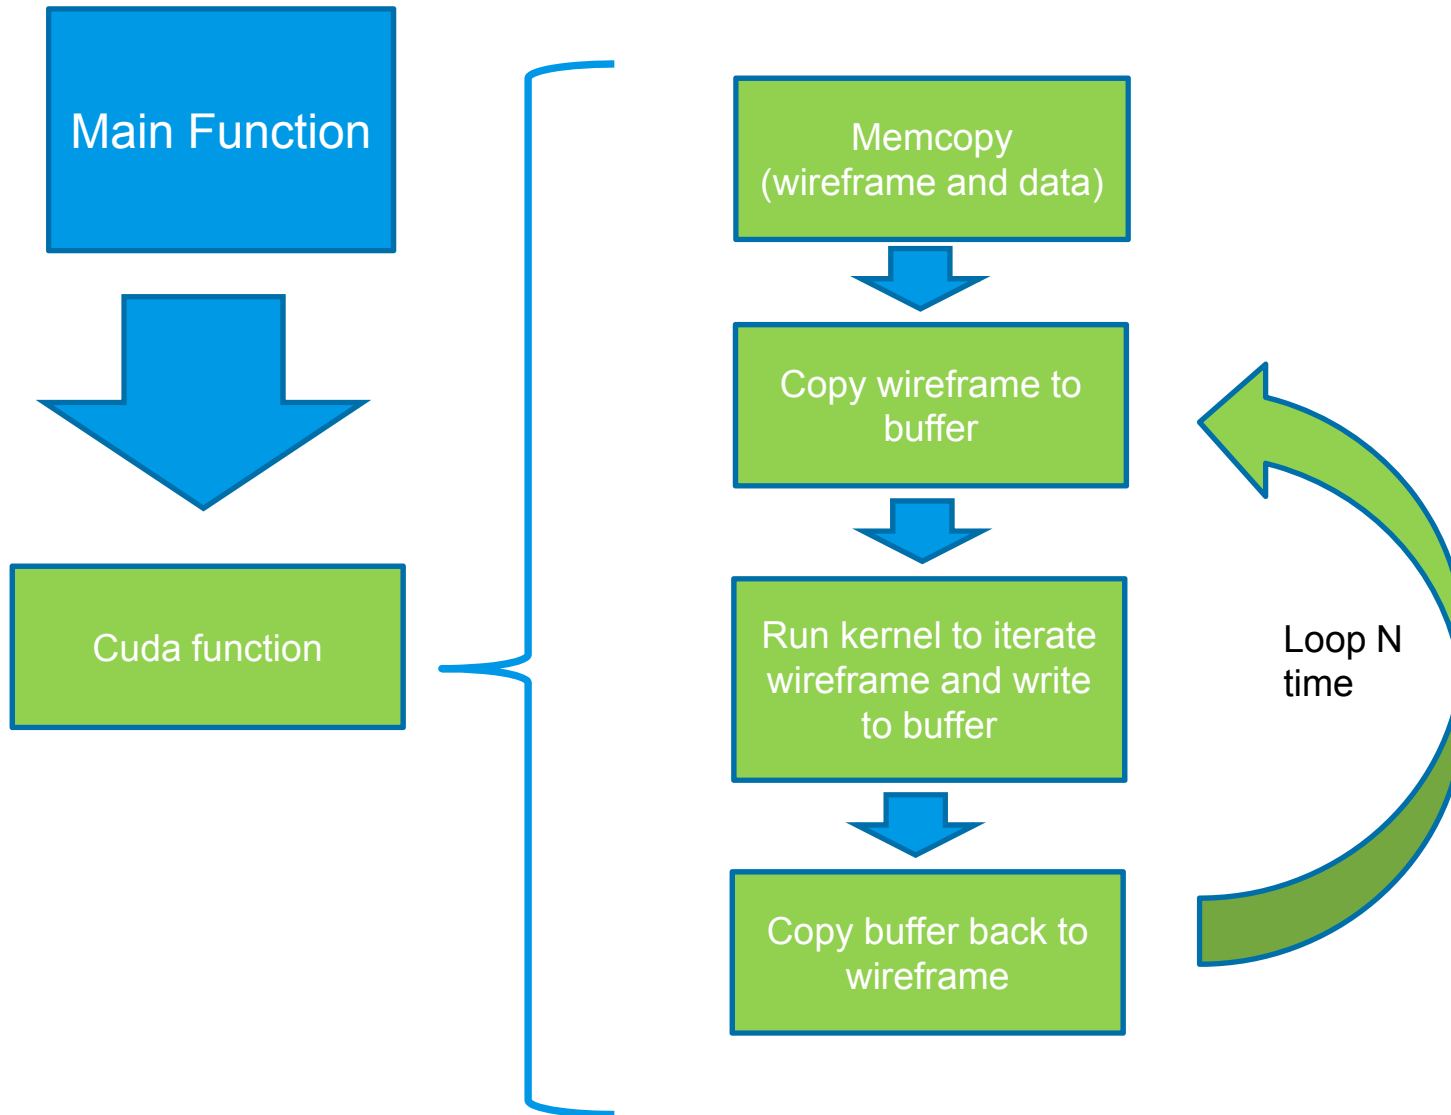 Main Function
Cuda function
Memcopy
(wireframe and data)
Copy wireframe to
buffer
Run kernel to iterate
wireframe and write
to buffer
Copy buffer back to
wireframe
Loop N
time